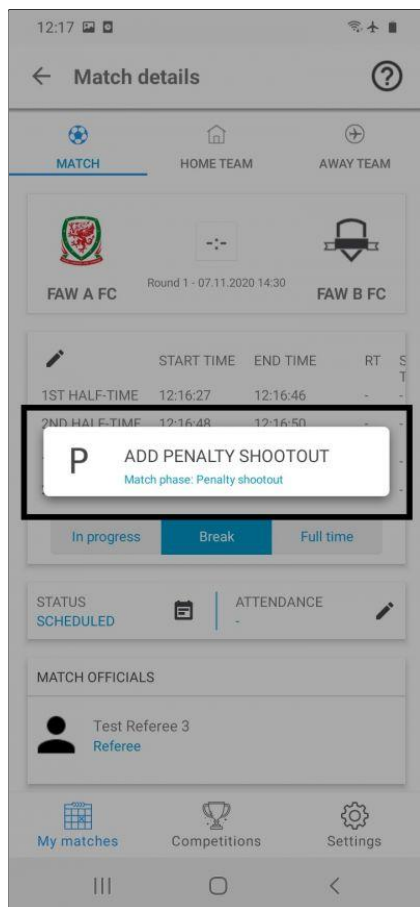 12:17
Match details
MATCH HOME TEAM AWAY TEAM
-:-
Round 1 - 07.11.2020 14:30
FAW A FC FAW B FC
START TIME END TIME RT S
T
1ST HALF-TIME 12:16:27 12:16:46 - -
2ND HALF-TIME 12:16:48 12:16:50 - -
P ADD PENALTY SHOOTOUT
Match phase: Penalty shootout
In progress Break Full time
STATUS ATTENDANCE
SCHEDULED -
MATCH OFFICIALS
Test Referee 3
Referee
My matches Competitions Settings